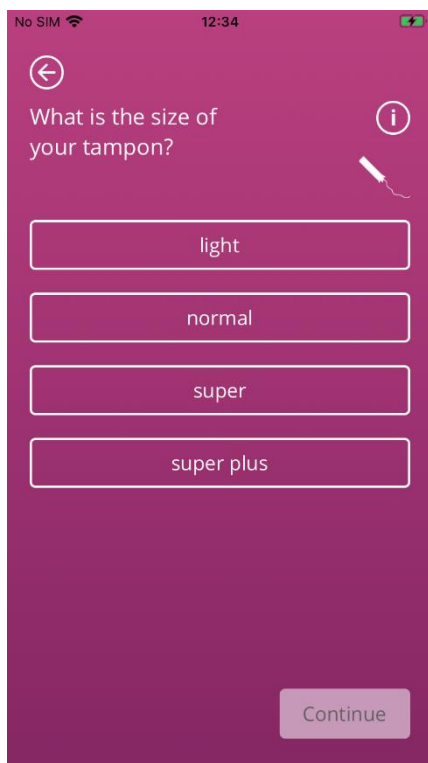 No SIM 12:34
What is the size of
your tampon?
i
light
normal
super
super plus
Continue